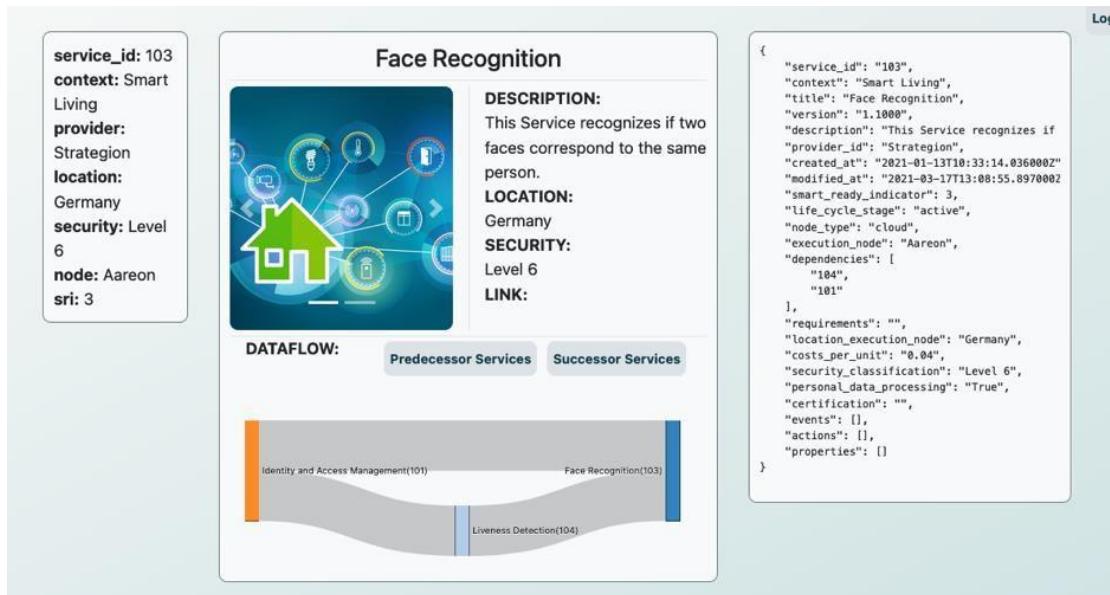 Log
service_id: 103
context: Smart
Living
provider:
Strategion
location:
Germany
security: Level
6
node: Aareon
sri: 3
Face Recognition
DESCRIPTION:
This Service recognizes if two
faces correspond to the same
person.
LOCATION:
Germany
SECURITY:
Level 6
LINK:
DATAFLOW:
Predecessor Services
Successor Services
Identity and Access Management(101)
Face Recognition(103)
Liveness Detection(104)
{
"service_id": "103",
"context": "Smart Living",
"title": "Face Recognition",
"version": "1.1000",
"description": "This Service recognizes if
"provider_id": "Strategion",
"created_at": "2021-01-13T10:33:14.036000Z"
"modified_at": "2021-03-17T13:08:55.897000Z
"smart_ready_indicator": 3,
"life_cycle_stage": "active",
"node_type": "cloud",
"execution_node": "Aareon",
"dependencies": [
"104",
"101"
],
"requirements": "",
"location_execution_node": "Germany",
"costs_per_unit": "0.04",
"security_classification": "Level 6",
"personal_data_processing": "True",
"certification": "",
"events": [],
"actions": [],
"properties": []
}